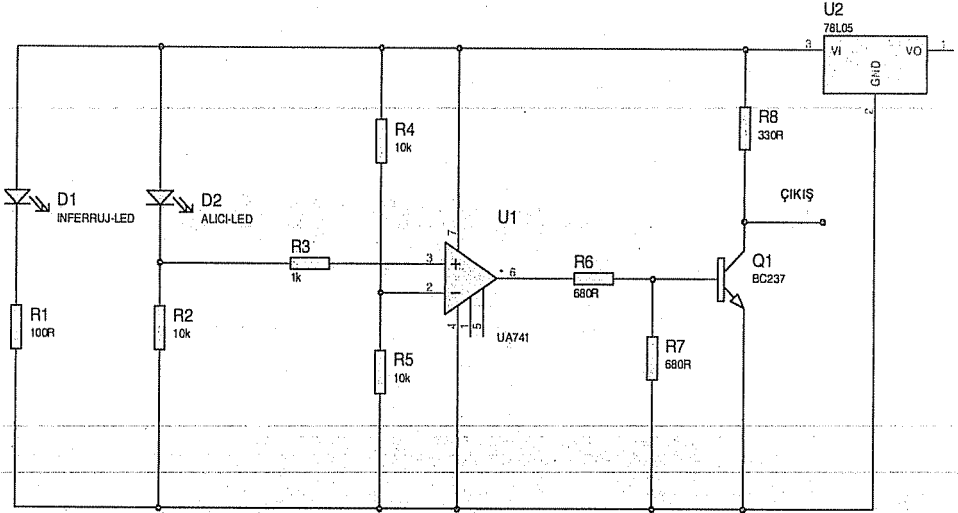 U2
78L05
3
VI
VO
1
GND
2
R8
330R
R4
10k
D1
INFERRUJ-LED
D2
ALICI-LED
ÇIKIŞ
U1
7
R3
1k
3
+
6
R6
680R
Q1
BC237
2
−
R1
100R
R2
10k
4
1
5
UA741
R7
680R
R5
10k